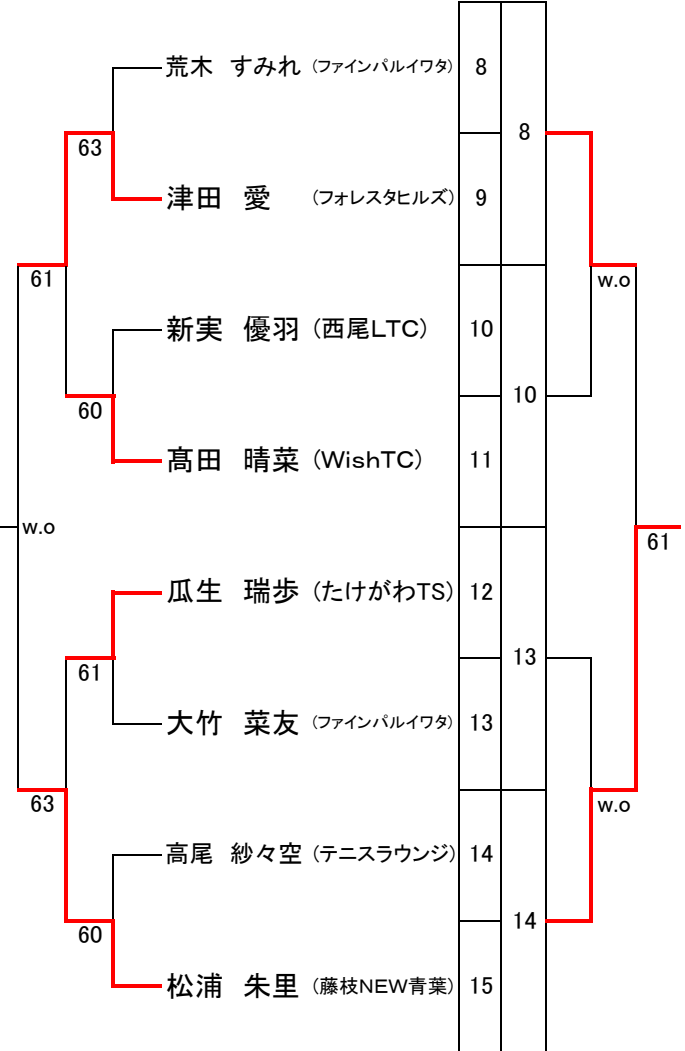 荒木 すみれ (ファインパルイワタ) 8
8
63
津田 愛 (フォレスタヒルズ) 9
61
w.o
新実 優羽 (西尾LTC) 10
10
60
髙田 晴菜 (WishTC) 11
w.o
61
瓜生 瑞歩 (たけがわTS) 12
13
61
大竹 菜友 (ファインパルイワタ) 13
63
w.o
高尾 紗々空 (テニスラウンジ) 14
14
60
松浦 朱里 (藤枝NEW青葉) 15